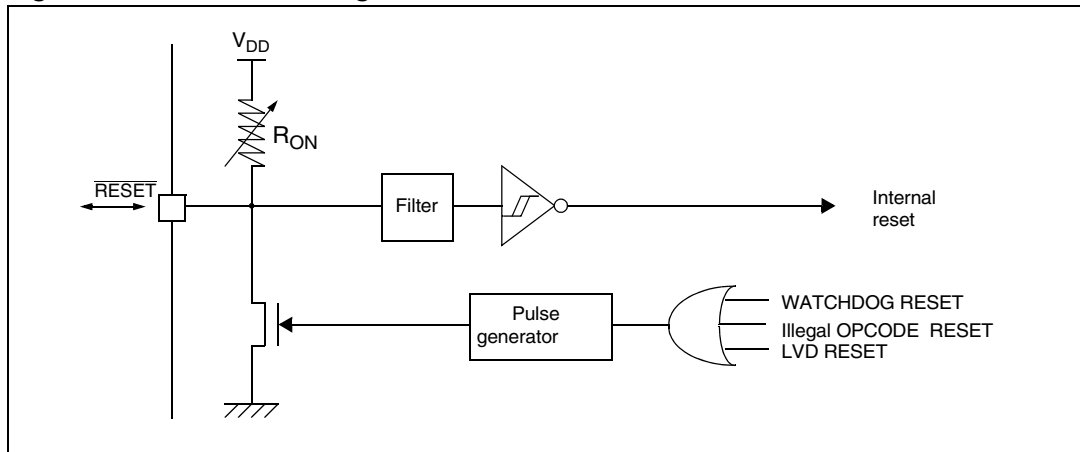 V_DD
R_ON
RESET
Filter
Internal
reset
Pulse
generator
WATCHDOG RESET
Illegal OPCODE RESET
LVD RESET